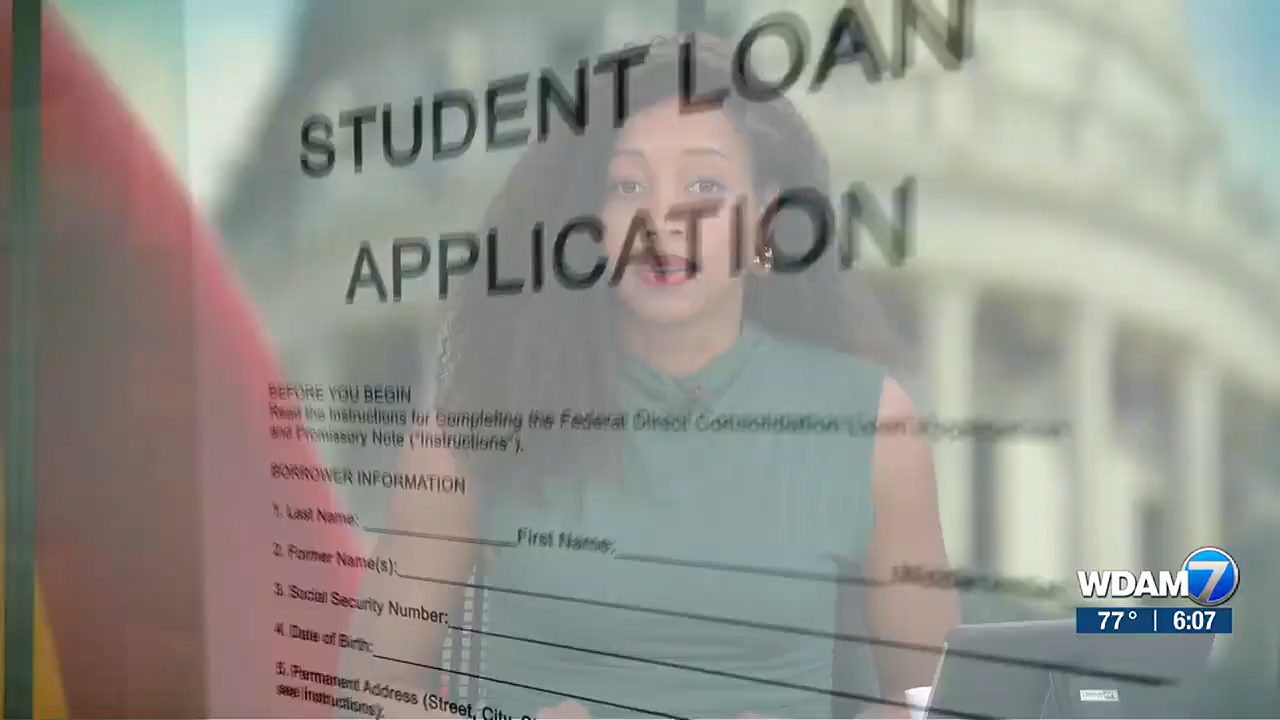 STUDENT LOAN
APPLICATION
BEFORE YOU BEGIN
Read the Instructions for Completing the Federal Direct Consolidation Loan
and Promissory Note ("Instructions").
BORROWER INFORMATION
1. Last Name: First Name:
2. Former Name(s):
3. Social Security Number:
4. Date of Birth:
5. Permanent Address (Street, City,
see instructions):
WDAM 7
77° | 6:07